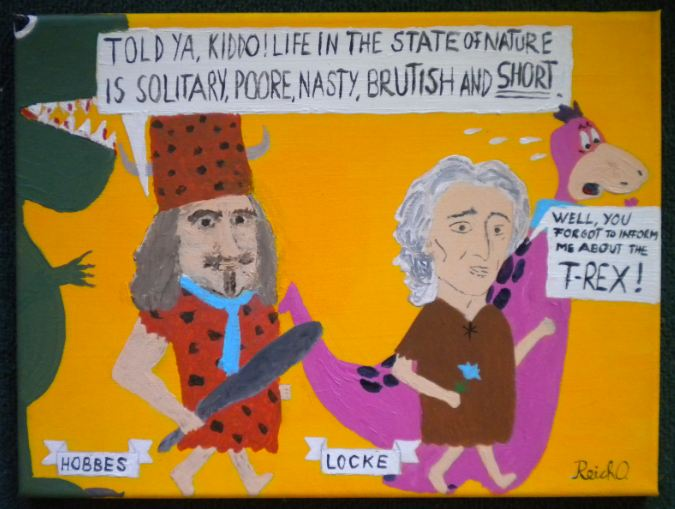 TOLD YA, KIDDO! LIFE IN THE STATE OF NATURE
IS SOLITARY, POORE, NASTY, BRUTISH AND SHORT.
WELL, YOU
FORGOT TO INFORM
ME ABOUT THE
T-REX!
HOBBES
LOCKE
ReichO.